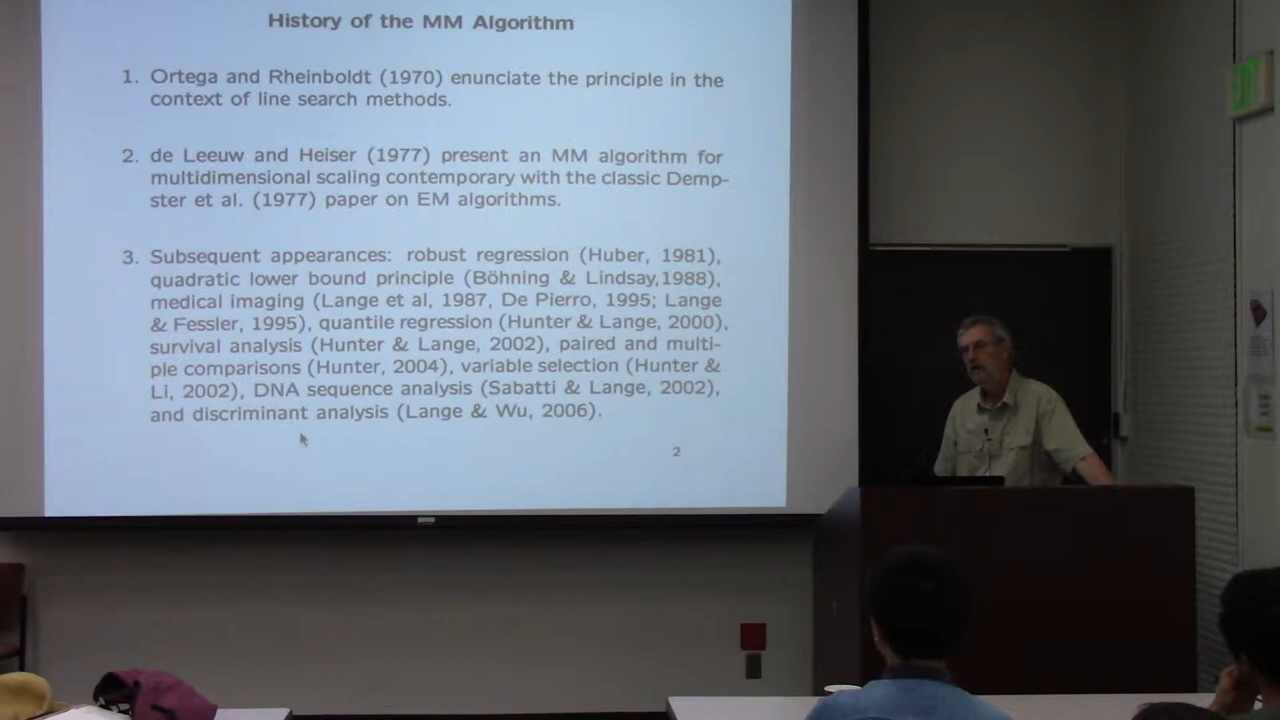 History of the MM Algorithm
1. Ortega and Rheinboldt (1970) enunciate the principle in the
context of line search methods.
2. de Leeuw and Heiser (1977) present an MM algorithm for
multidimensional scaling contemporary with the classic Demp-
ster et al. (1977) paper on EM algorithms.
3. Subsequent appearances: robust regression (Huber, 1981),
quadratic lower bound principle (Böhning & Lindsay,1988),
medical imaging (Lange et al, 1987, De Pierro, 1995; Lange
& Fessler, 1995), quantile regression (Hunter & Lange, 2000),
survival analysis (Hunter & Lange, 2002), paired and multi-
ple comparisons (Hunter, 2004), variable selection (Hunter &
Li, 2002), DNA sequence analysis (Sabatti & Lange, 2002),
and discriminant analysis (Lange & Wu, 2006).
2